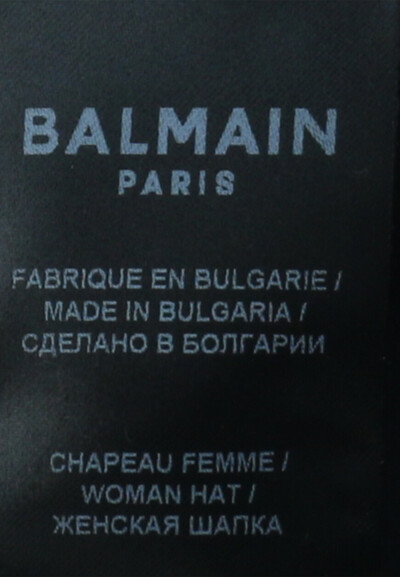 BALMAIN
PARIS
FABRIQUE EN BULGARIE /
MADE IN BULGARIA /
СДЕЛАНО В БОЛГАРИИ
CHAPEAU FEMME /
WOMAN HAT /
ЖЕНСКАЯ ШАПКА